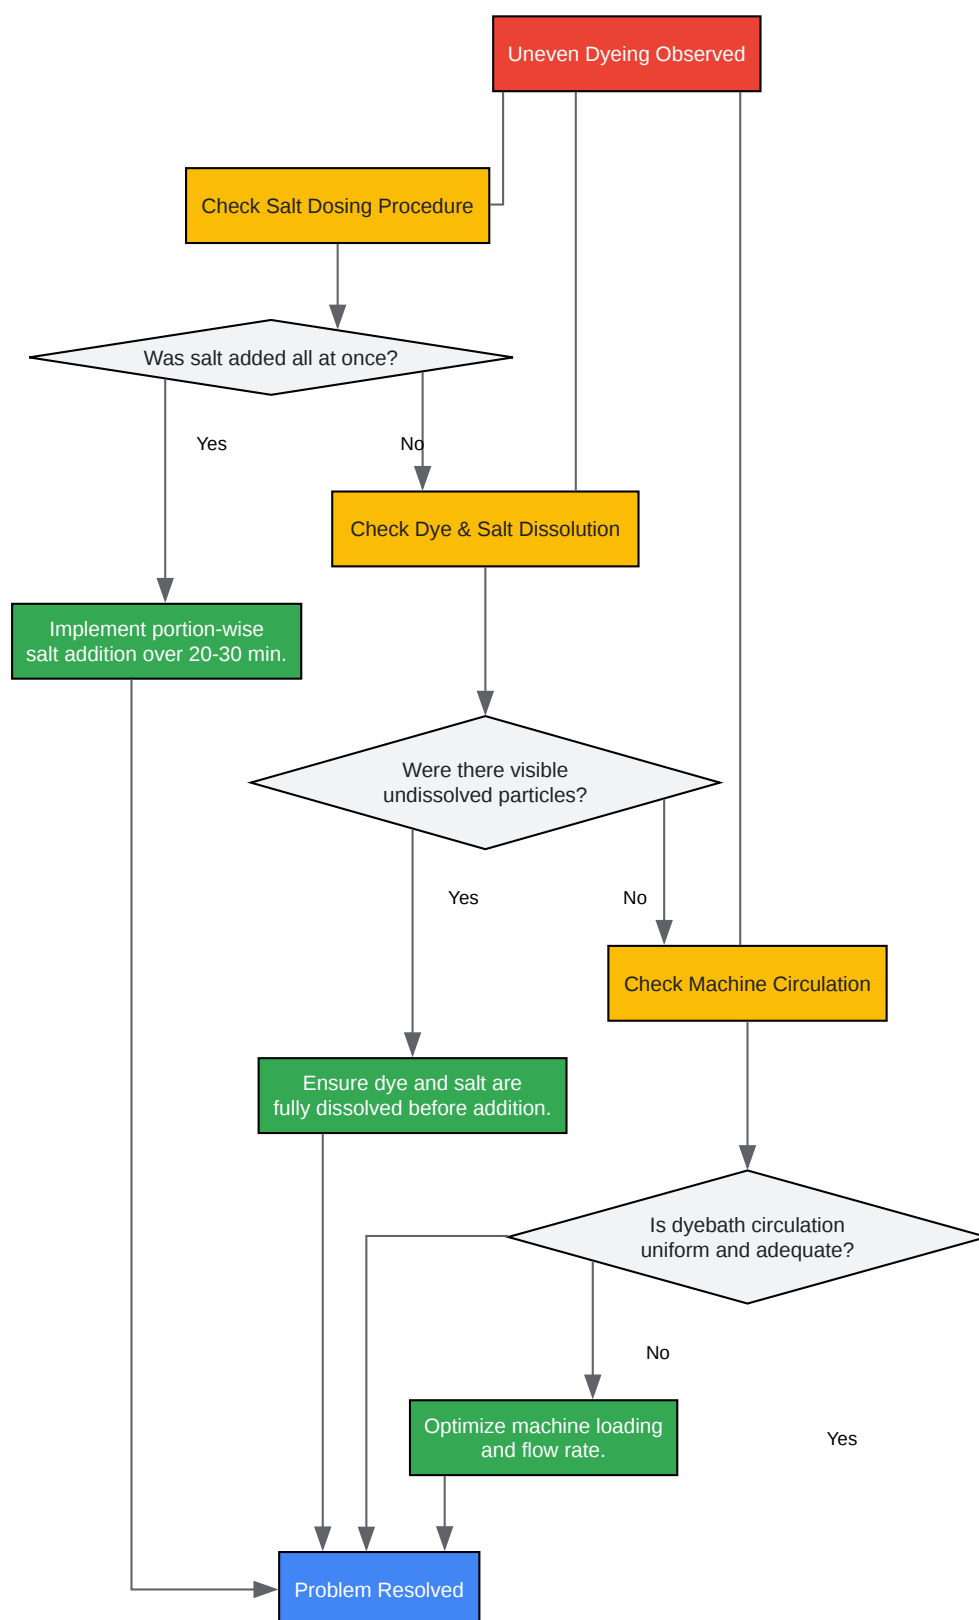 Uneven Dyeing Observed
Check Salt Dosing Procedure
Was salt added all at once?
Yes
No
Check Dye & Salt Dissolution
Implement portion-wise
salt addition over 20-30 min.
Were there visible
undissolved particles?
Yes
No
Check Machine Circulation
Ensure dye and salt are
fully dissolved before addition.
Is dyebath circulation
uniform and adequate?
No
Optimize machine loading
and flow rate.
Yes
Problem Resolved